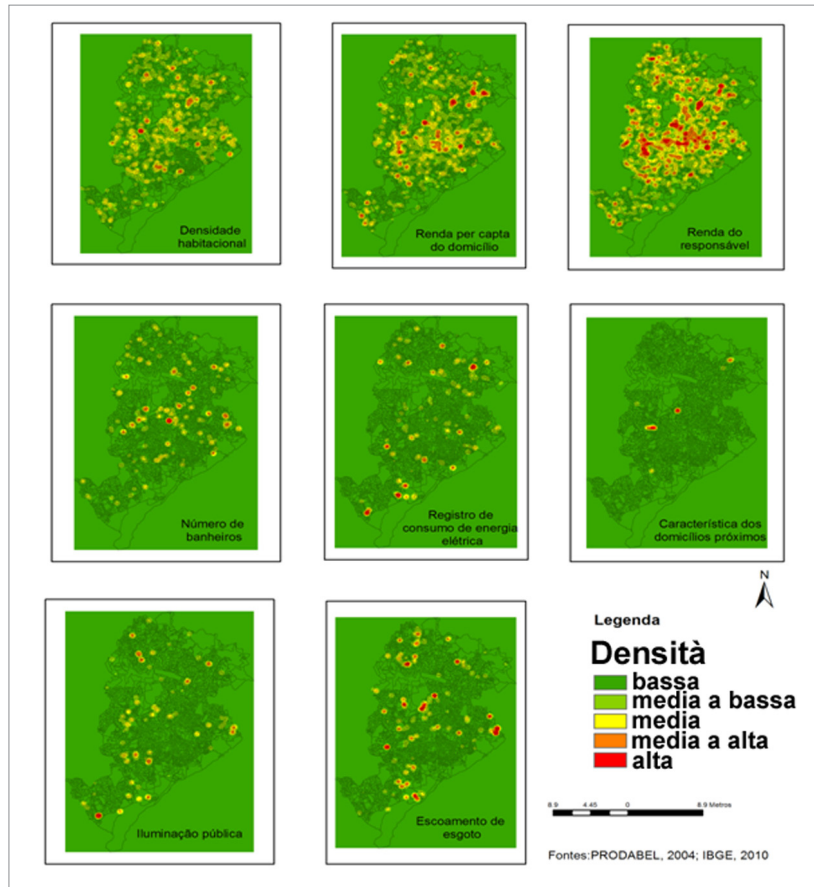 Densidade
habitacional
Renda per capta
do domicílio
Renda do
responsável
Número de
banheiros
Registro de
consumo de energia
elétrica
Característica dos
domicílios próximos
N
Iluminação pública
Escoamento de
esgoto
Legenda
Densità
bassa
media a bassa
media
media a alta
alta
8.9 4.45 0 8.9 Metros
Fontes:PRODABEL, 2004; IBGE, 2010